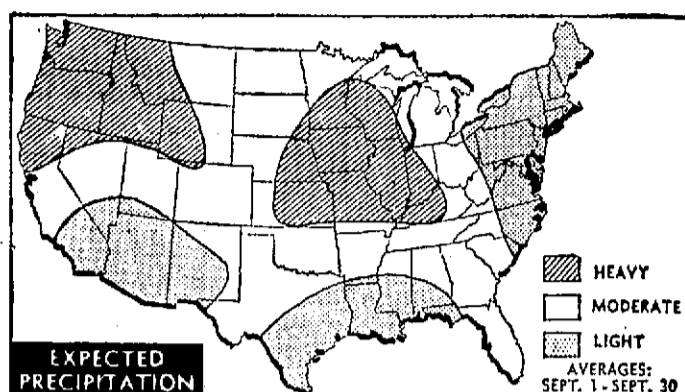 HEAVY
MODERATE
LIGHT
AVERAGES:
SEPT. 1 - SEPT. 30
EXPECTED
PRECIPITATION